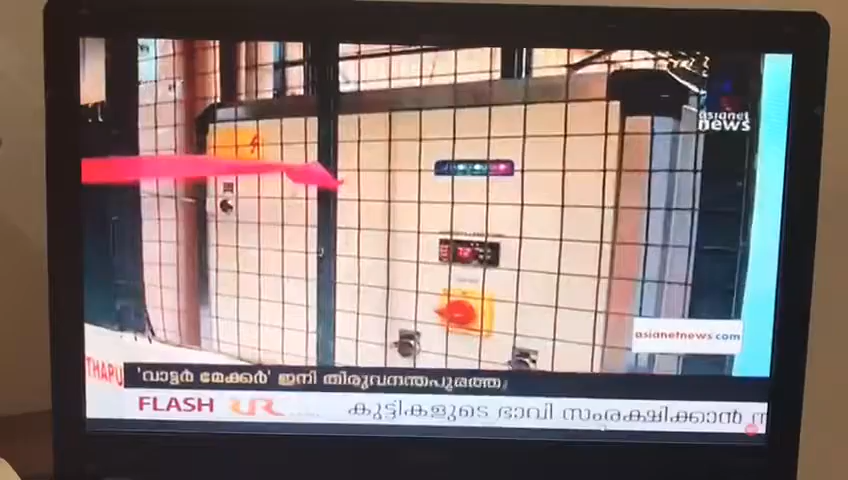 asianet
news
asianetnews.com
THAPU
'വാട്ടർ മേക്കർ' ഇനി തിരുവനന്തപുരത്തും
FLASH
കുട്ടികളുടെ ഭാവി സംരക്ഷിക്കാൻ